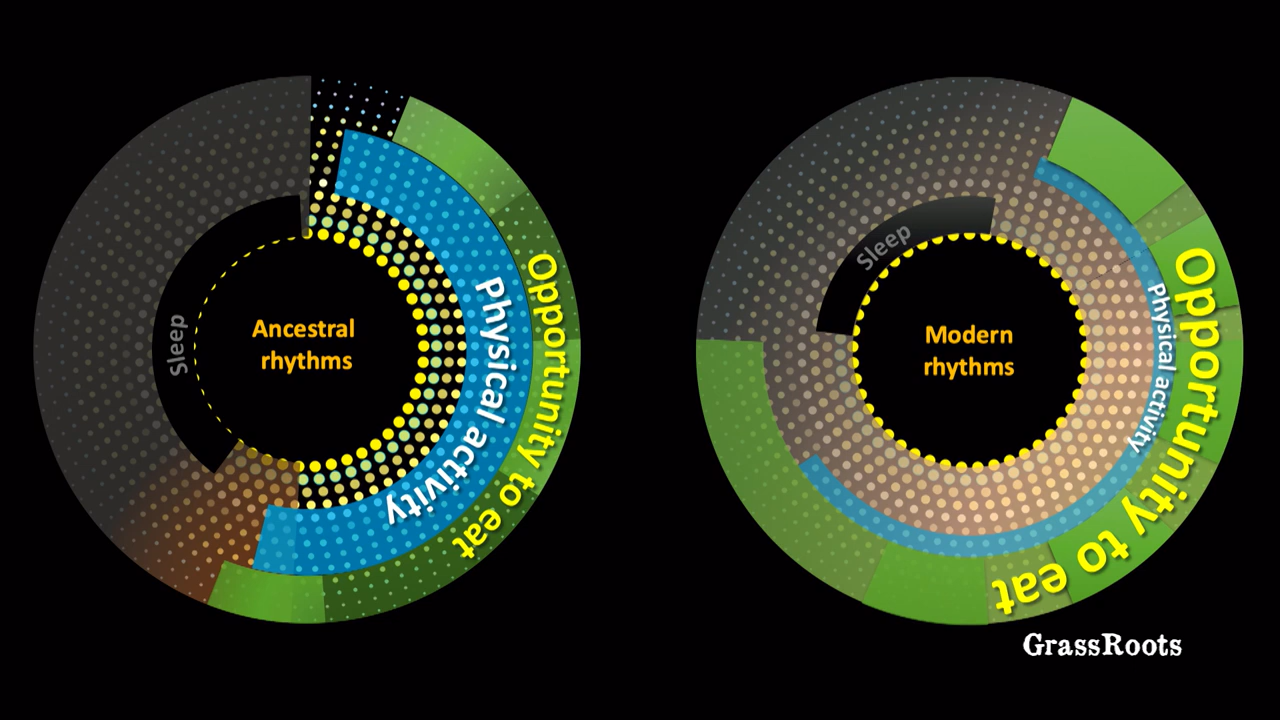 Ancestral
rhythms
Sleep
Physical activity
Opportunity to eat
Modern
rhythms
Sleep
Physical activity
Opportunity to eat
GrassRoots